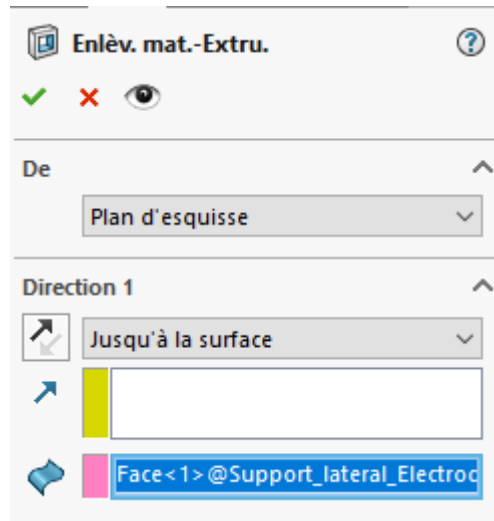 Enlèv. mat.-Extru.
De
Plan d'esquisse
Direction 1
Jusqu'à la surface
Face<1>@Support_lateral_Electroc